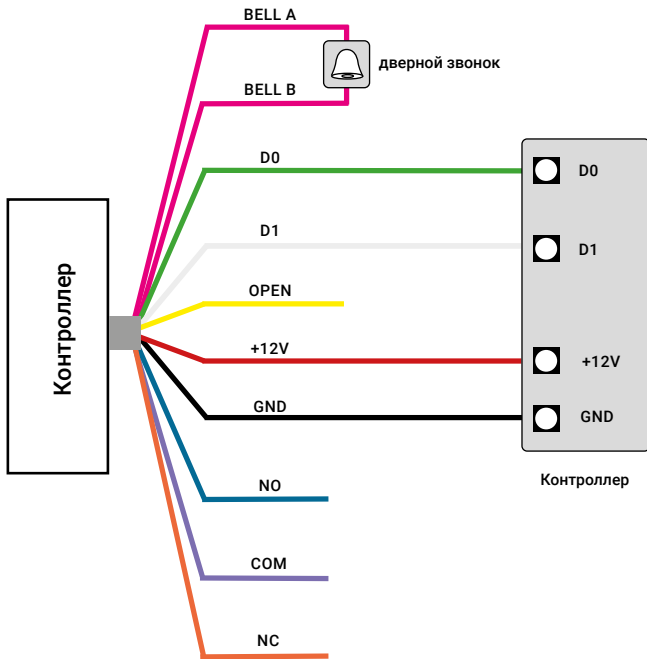 BELL A
дверной звонок
BELL B
D0
D0
D1
D1
OPEN
+12V
+12V
GND
GND
Контроллер
Контроллер
NO
COM
NC